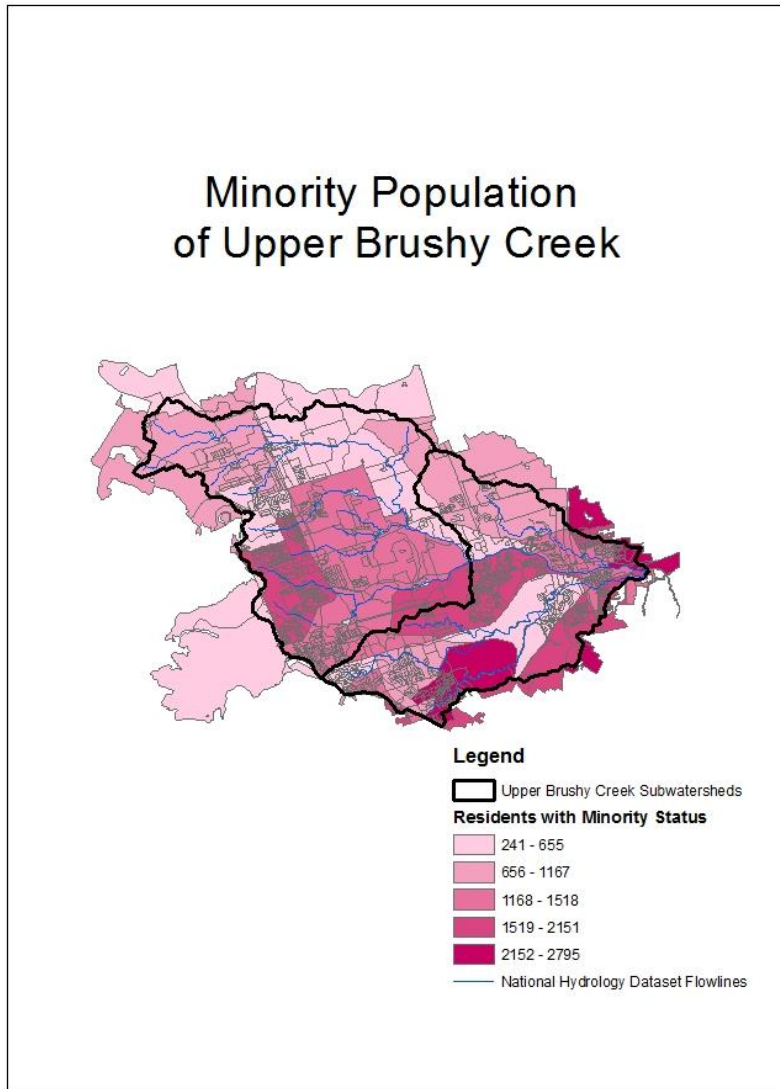 Minority Population
of Upper Brushy Creek
Legend
Upper Brushy Creek Subwatersheds
Residents with Minority Status
241 - 655
656 - 1167
1168 - 1518
1519 - 2151
2152 - 2795
National Hydrology Dataset Flowlines